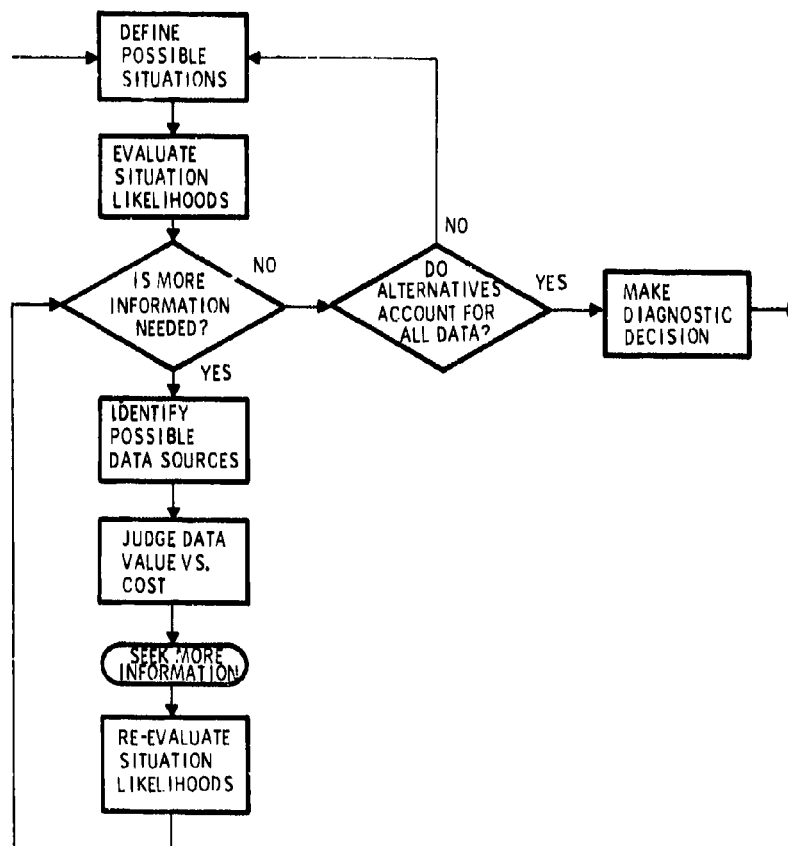 DEFINE
POSSIBLE
SITUATIONS
EVALUATE
SITUATION
LIKELIHOODS
IS MORE
INFORMATION
NEEDED?
NO
YES
DO
ALTERNATIVES
ACCOUNT FOR
ALL DATA?
NO
YES
MAKE
DIAGNOSTIC
DECISION
IDENTIFY
POSSIBLE
DATA SOURCES
JUDGE DATA
VALUE VS.
COST
SEEK MORE
INFORMATION
RE-EVALUATE
SITUATION
LIKELIHOODS